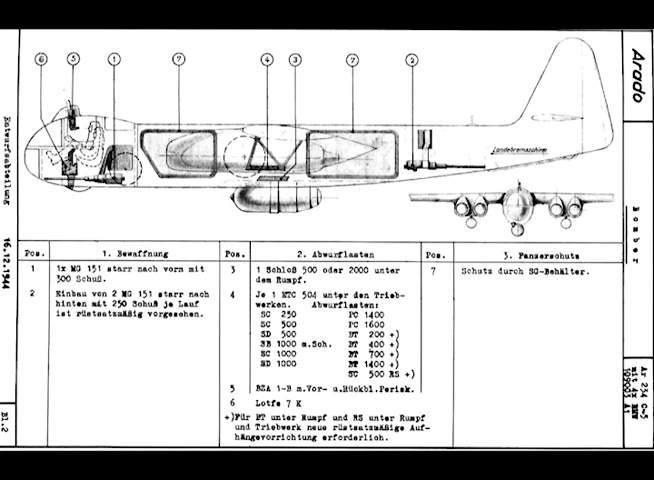 6 5 1 7 4 3 7 2
Arado
Landebremsschirm
Entwurfsabteilung
16.12.1944
Bl.2
Bomber
Ar 234 C-5
mit 4x BMW
109003 A1
Pos. 1. Bewaffnung Pos. 2. Abwurflasten Pos. 3. Panzerschutz
1 1x MG 151 starr nach vorn mit
300 Schuß.
2 Einbau von 2 MG 151 starr nach
hinten mit 250 Schuß je Lauf
ist rüstsatzmäßig vorgesehen.
3 1 Schloß 500 oder 2000 unter
dem Rumpf.
4 Je 1 ETC 504 unter den Trieb-
werken. Abwurflasten:
SC 250 PC 1400
SC 500 PC 1600
SD 500 BT 200 +)
SB 1000 m.Sch. BT 400 +)
SC 1000 BT 700 +)
SD 1000 BT 1400 +)
SC 500 RS +)
5 BZA 1-B m.Vor- u.Rückbl.Perisk.
6 Lotfe 7 K
+)Für BT unter Rumpf und RS unter Rumpf
und Triebwerk neue rüstsatzmäßige Auf-
hängevorrichtung erforderlich.
7 Schutz durch SG-Behälter.